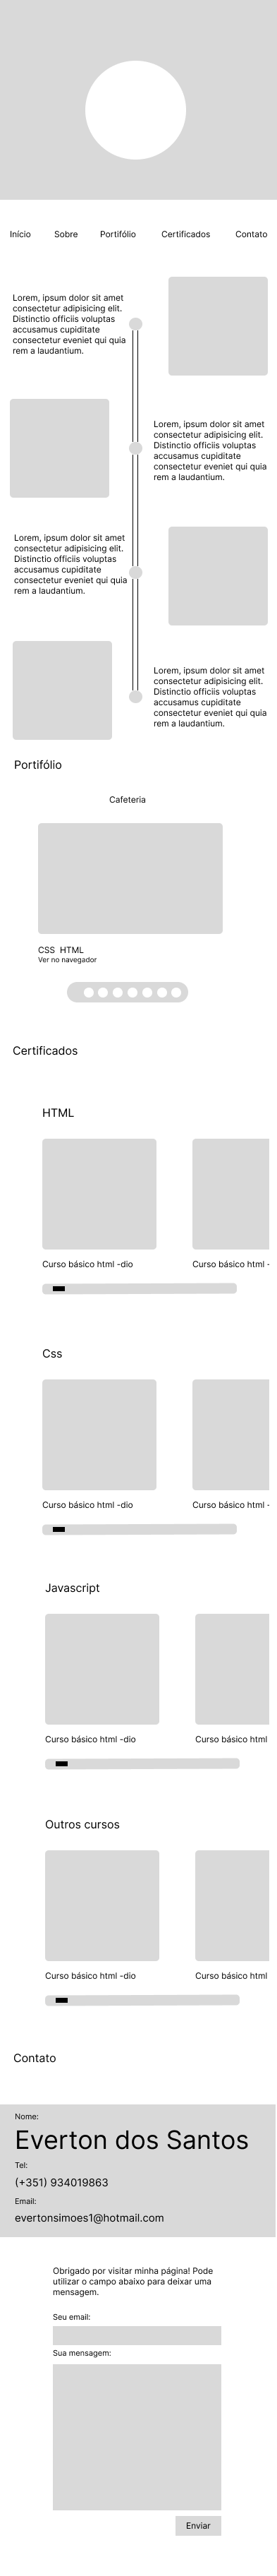 Início Sobre Portifólio Certificados Contato
Lorem, ipsum dolor sit amet
consectetur adipisicing elit.
Distinctio officiis voluptas
accusamus cupiditate
consectetur eveniet qui quia
rem a laudantium.
Lorem, ipsum dolor sit amet
consectetur adipisicing elit.
Distinctio officiis voluptas
accusamus cupiditate
consectetur eveniet qui quia
rem a laudantium.
Lorem, ipsum dolor sit amet
consectetur adipisicing elit.
Distinctio officiis voluptas
accusamus cupiditate
consectetur eveniet qui quia
rem a laudantium.
Lorem, ipsum dolor sit amet
consectetur adipisicing elit.
Distinctio officiis voluptas
accusamus cupiditate
consectetur eveniet qui quia
rem a laudantium.
Portifólio
Cafeteria
CSS HTML
Ver no navegador
Certificados
HTML
Curso básico html -dio Curso básico html -
Css
Curso básico html -dio Curso básico html -
Javascript
Curso básico html -dio Curso básico html
Outros cursos
Curso básico html -dio Curso básico html
Contato
Nome:
Everton dos Santos
Tel:
(+351) 934019863
Email:
evertonsimoes1@hotmail.com
Obrigado por visitar minha página! Pode
utilizar o campo abaixo para deixar uma
mensagem.
Seu email:
Sua mensagem:
Enviar